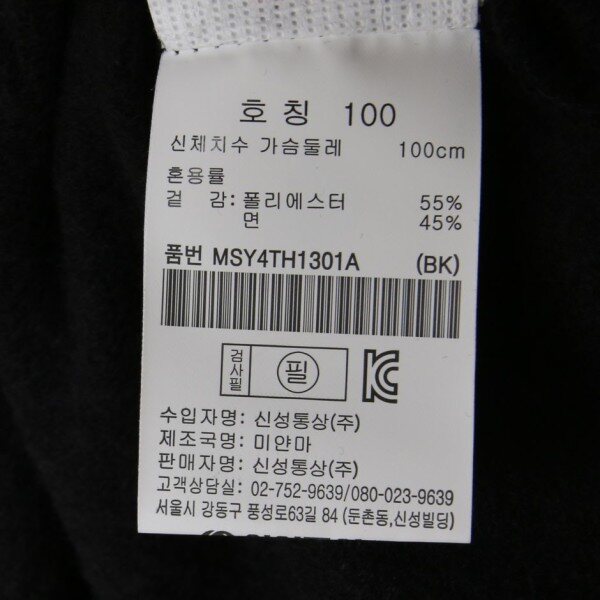 호칭 100
신체치수 가슴둘레 100cm
혼용률
겉 감: 폴리에스터 55%
면 45%
품번 MSY4TH1301A (BK)
검사필 필 KC
수입자명: 신성통상(주)
제조국명: 미얀마
판매자명: 신성통상(주)
고객상담실: 02-752-9639/080-023-9639
서울시 강동구 풍성로63길 84 (둔촌동,신성빌딩)